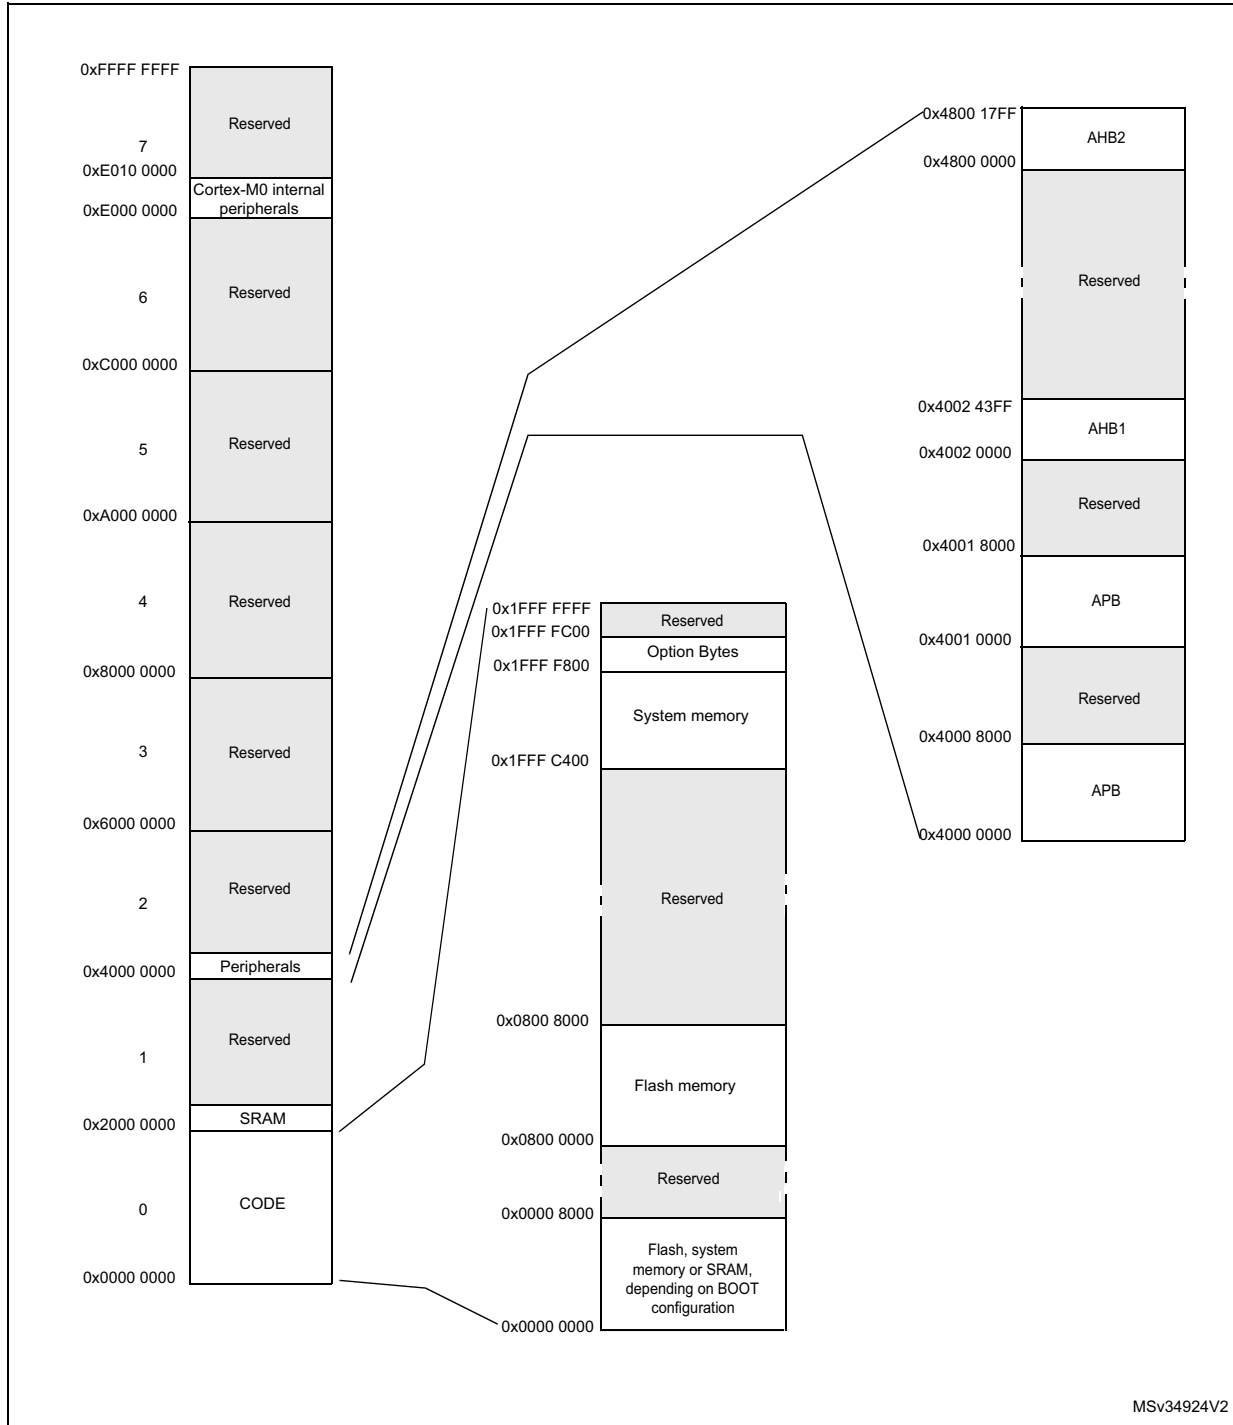 0xFFFF FFFF
Reserved
7
0xE010 0000
Cortex-M0 internal
peripherals
0xE000 0000
Reserved
6
0xC000 0000
Reserved
5
0xA000 0000
Reserved
4
0x8000 0000
Reserved
3
0x6000 0000
Reserved
2
0x4000 0000
Peripherals
Reserved
1
0x2000 0000
SRAM
CODE
0
0x0000 0000
0x1FFF FFFF
Reserved
0x1FFF FC00
Option Bytes
0x1FFF F800
System memory
0x1FFF C400
Reserved
0x0800 8000
Flash memory
0x0800 0000
Reserved
0x0000 8000
Flash, system
memory or SRAM,
depending on BOOT
configuration
0x0000 0000
0x4800 17FF
AHB2
0x4800 0000
Reserved
0x4002 43FF
AHB1
0x4002 0000
Reserved
0x4001 8000
APB
0x4001 0000
Reserved
0x4000 8000
APB
0x4000 0000
MSv34924V2